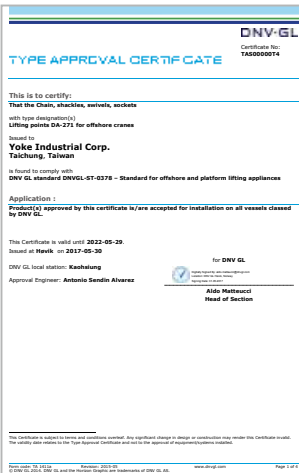 DNV·GL
Certificate No:
TAS00000T4
TYPE APPROVAL CERTIFICATE
This is to certify:
That the Chain, shackles, swivels, sockets
with type designation(s)
Lifting points DA-271 for offshore cranes
Issued to
Yoke Industrial Corp.
Taichung, Taiwan
is found to comply with
DNV GL standard DNVGL-ST-0378 – Standard for offshore and platform lifting appliances
Application :
Product(s) approved by this certificate is/are accepted for installation on all vessels classed
by DNV GL.
This Certificate is valid until 2022-05-29.
Issued at Høvik on 2017-05-30
for DNV GL
DNV GL local station: Kaohsiung
Approval Engineer: Antonio Sendin Alvarez
Aldo Matteucci
Head of Section
This Certificate is subject to terms and conditions overleaf. Any significant change in design or construction may render this Certificate invalid.
The validity date relates to the Type Approval Certificate and not to the approval of equipment/systems installed.
Form code: TA 1411a Revision: 2013-05 www.dnvgl.com Page 1 of 4
© DNV GL 2014. DNV GL and the Horizon Graphic are trademarks of DNV GL AS.